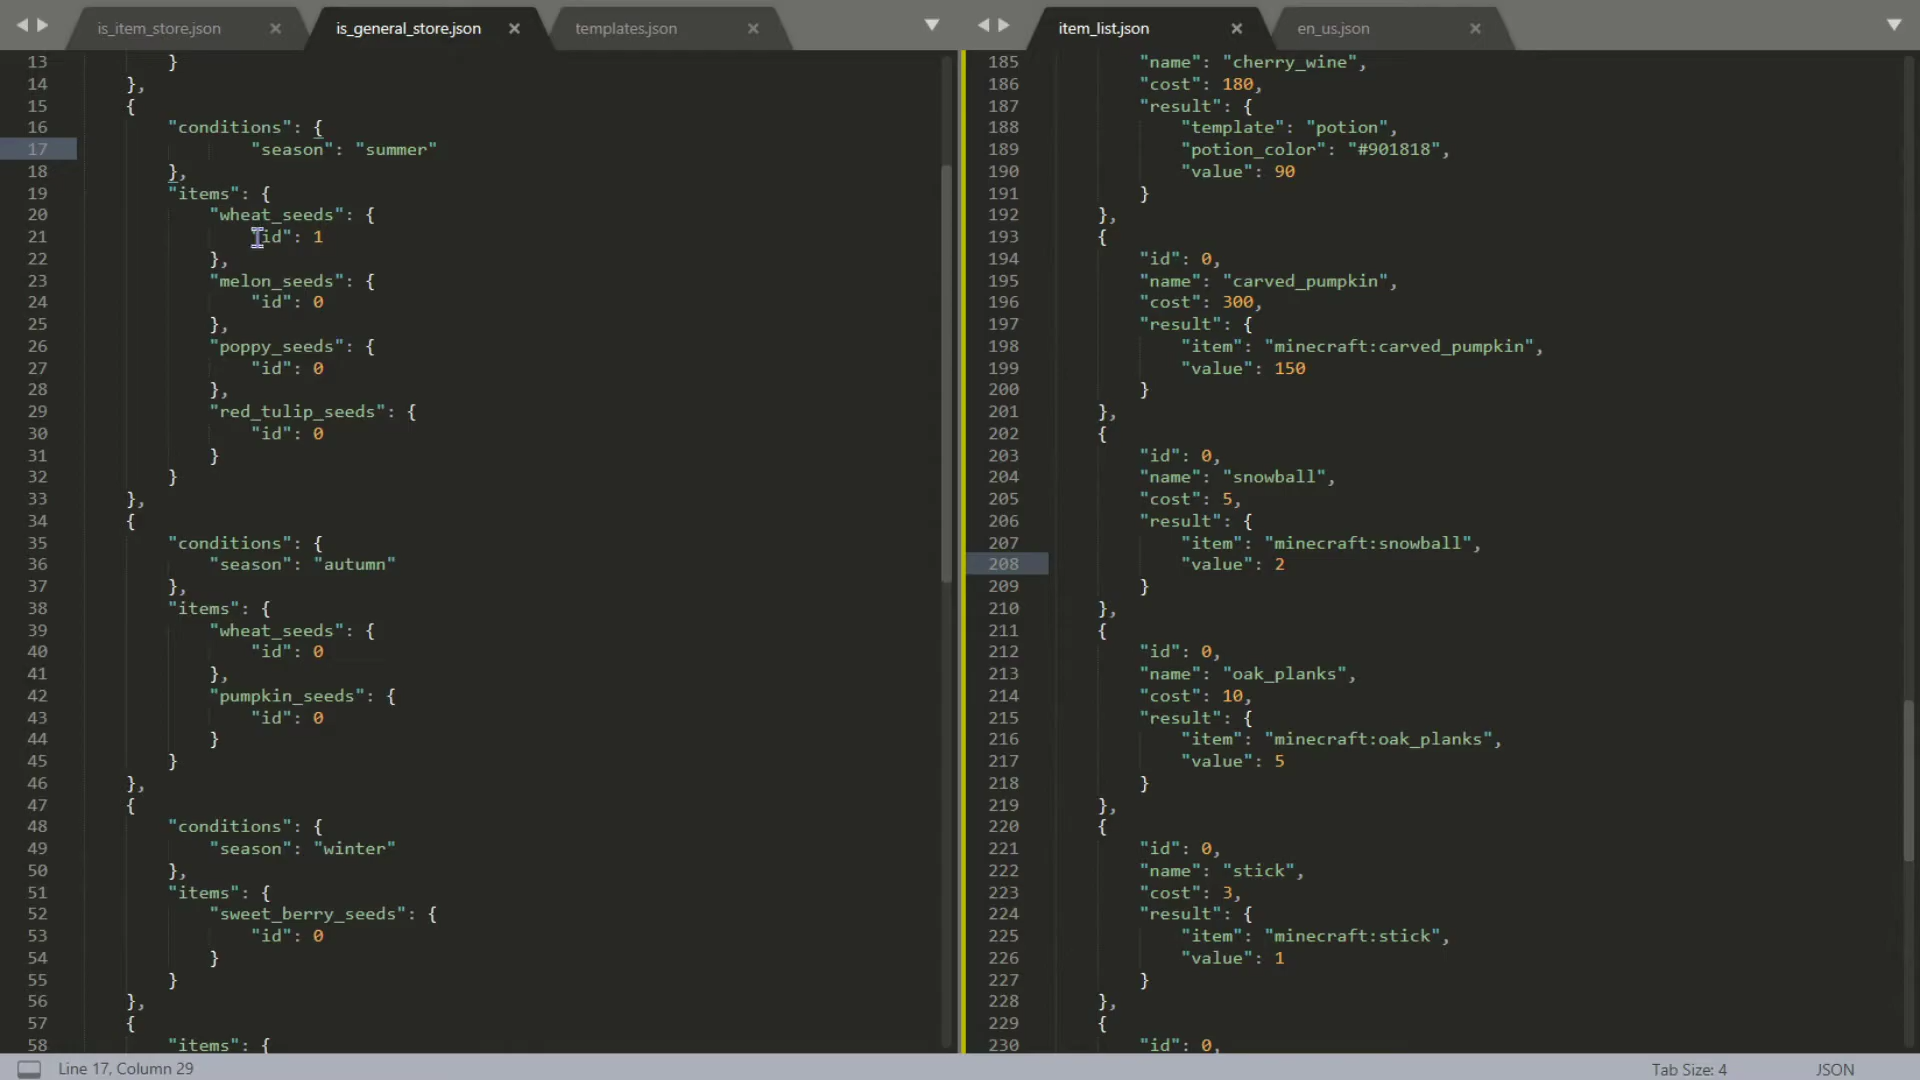 is_item_store.json
is_general_store.json
templates.json
13 }
14 },
15 {
16 "conditions": {
17 "season": "summer"
18 },
19 "items": {
20 "wheat_seeds": {
21 "id": 1
22 },
23 "melon_seeds": {
24 "id": 0
25 },
26 "poppy_seeds": {
27 "id": 0
28 },
29 "red_tulip_seeds": {
30 "id": 0
31 }
32 }
33 },
34 {
35 "conditions": {
36 "season": "autumn"
37 },
38 "items": {
39 "wheat_seeds": {
40 "id": 0
41 },
42 "pumpkin_seeds": {
43 "id": 0
44 }
45 }
46 },
47 {
48 "conditions": {
49 "season": "winter"
50 },
51 "items": {
52 "sweet_berry_seeds": {
53 "id": 0
54 }
55 }
56 },
57 {
58 "items": {
item_list.json
en_us.json
185 "name": "cherry_wine",
186 "cost": 180,
187 "result": {
188 "template": "potion",
189 "potion_color": "#901818",
190 "value": 90
191 }
192 },
193 {
194 "id": 0,
195 "name": "carved_pumpkin",
196 "cost": 300,
197 "result": {
198 "item": "minecraft:carved_pumpkin",
199 "value": 150
200 }
201 },
202 {
203 "id": 0,
204 "name": "snowball",
205 "cost": 5,
206 "result": {
207 "item": "minecraft:snowball",
208 "value": 2
209 }
210 },
211 {
212 "id": 0,
213 "name": "oak_planks",
214 "cost": 10,
215 "result": {
216 "item": "minecraft:oak_planks",
217 "value": 5
218 }
219 },
220 {
221 "id": 0,
222 "name": "stick",
223 "cost": 3,
224 "result": {
225 "item": "minecraft:stick",
226 "value": 1
227 }
228 },
229 {
230 "id": 0,
Line 17, Column 29
Tab Size: 4
JSON